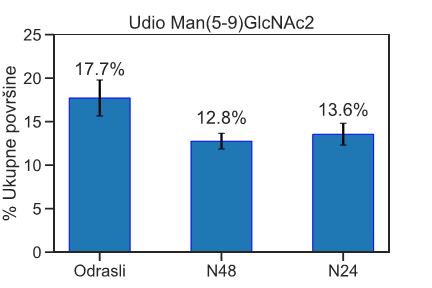 Udio Man(5-9)GlcNAc2
% Ukupne površine
25
20
15
10
5
0
17.7%
12.8%
13.6%
Odrasli
N48
N24